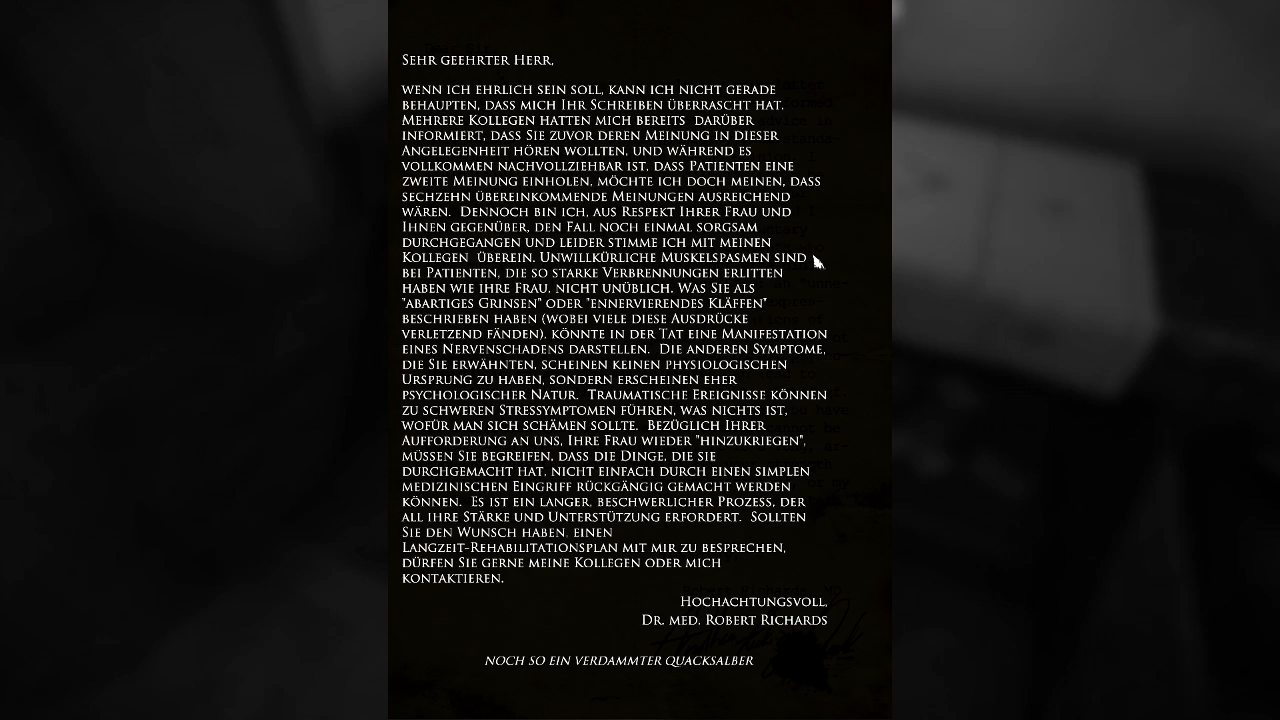 Sehr geehrter Herr,
wenn ich ehrlich sein soll, kann ich nicht gerade
behaupten, dass mich Ihr Schreiben überrascht hat.
Mehrere Kollegen hatten mich bereits darüber
informiert, dass Sie zuvor deren Meinung in dieser
Angelegenheit hören wollten, und während es
vollkommen nachvollziehbar ist, dass Patienten eine
zweite Meinung einholen, möchte ich doch meinen, dass
sechzehn übereinkommende Meinungen ausreichend
wären. Dennoch bin ich, aus Respekt Ihrer Frau und
Ihnen gegenüber, den Fall noch einmal sorgsam
durchgegangen und leider stimme ich mit meinen
Kollegen überein. Unwillkürliche Muskelspasmen sind
bei Patienten, die so starke Verbrennungen erlitten
haben wie ihre Frau, nicht unüblich. Was Sie als
"abartiges Grinsen" oder "ennervierendes Kläffen"
beschrieben haben (wobei viele diese Ausdrücke
verletzend fänden), könnte in der Tat eine Manifestation
eines Nervenschadens darstellen. Die anderen Symptome,
die Sie erwähnten, scheinen keinen physiologischen
Ursprung zu haben, sondern erscheinen eher
psychologischer Natur. Traumatische Ereignisse können
zu schweren Stressymptomen führen, was nichts ist,
wofür man sich schämen sollte. Bezüglich Ihrer
Aufforderung an uns, Ihre Frau wieder "hinzukriegen",
müssen Sie begreifen, dass die Dinge, die sie
durchgemacht hat, nicht einfach durch einen simplen
medizinischen Eingriff rückgängig gemacht werden
können. Es ist ein langer, beschwerlicher Prozess, der
all ihre Stärke und Unterstützung erfordert. Sollten
Sie den Wunsch haben, einen
Langzeit-Rehabilitationsplan mit mir zu besprechen,
dürfen Sie gerne meine Kollegen oder mich
kontaktieren.
Hochachtungsvoll,
Dr. med. Robert Richards
noch so ein verdammter Quacksalber